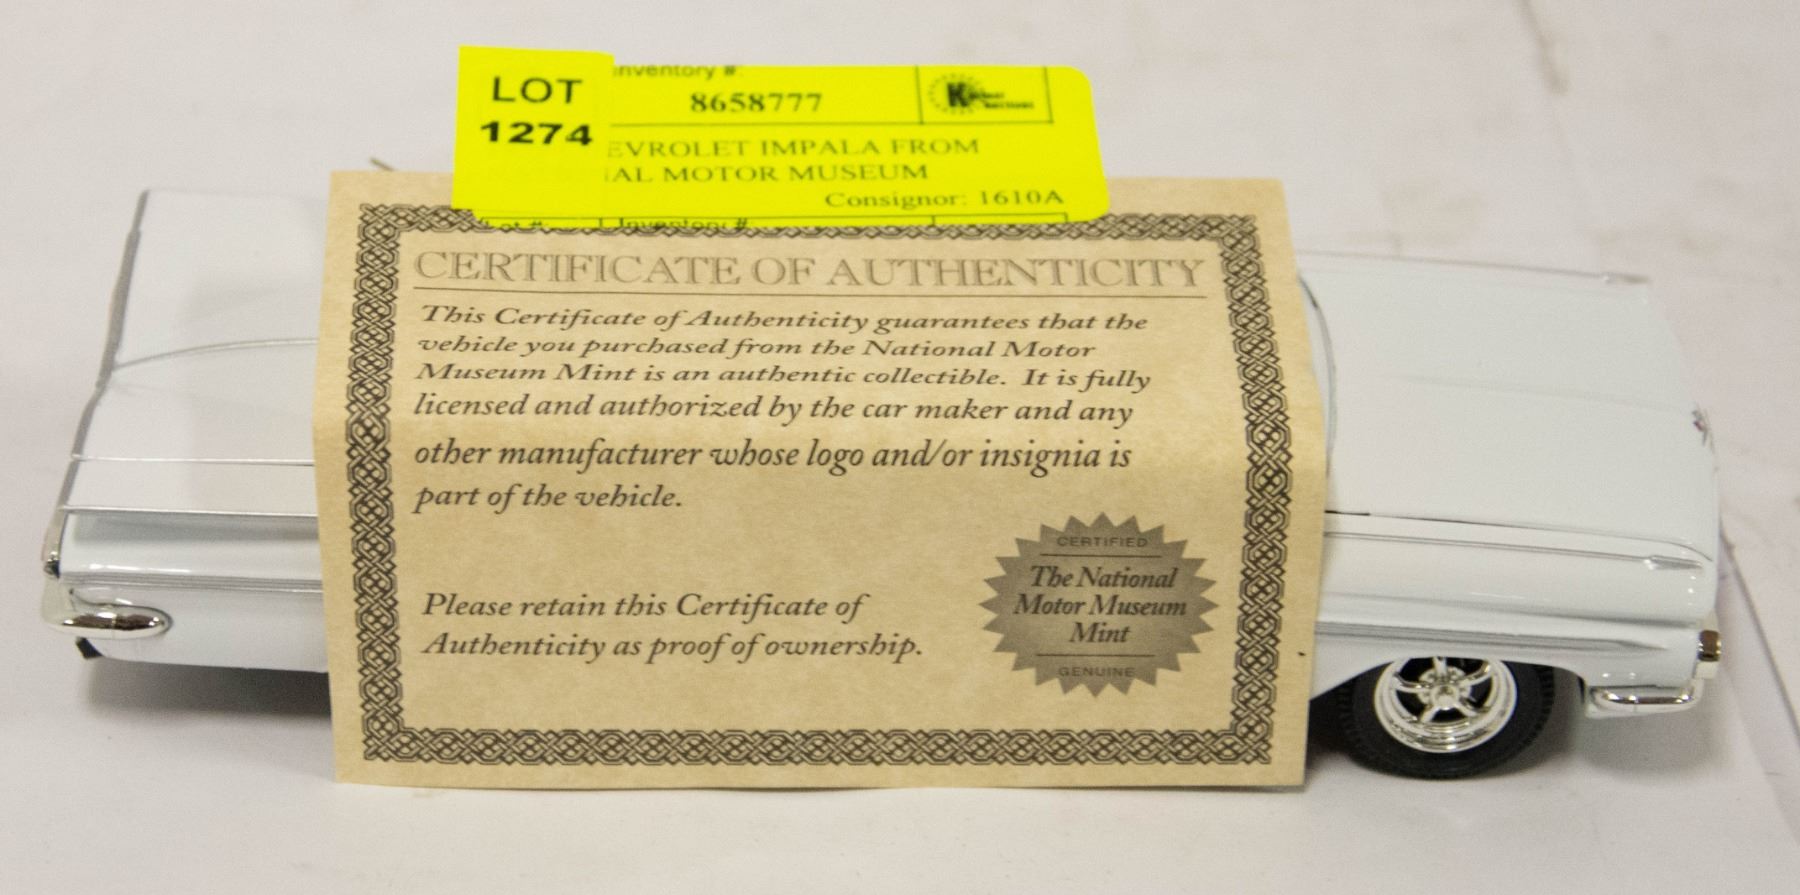 LOT
1274
Inventory #:
8658777
EVROLET IMPALA FROM
AL MOTOR MUSEUM
Consignor: 1610A
Lot #:
Inventory #
CERTIFICATE OF AUTHENTICITY
This Certificate of Authenticity guarantees that the
vehicle you purchased from the National Motor
Museum Mint is an authentic collectible. It is fully
licensed and authorized by the car maker and any
other manufacturer whose logo and/or insignia is
part of the vehicle.
Please retain this Certificate of
Authenticity as proof of ownership.
CERTIFIED
The National
Motor Museum
Mint
GENUINE